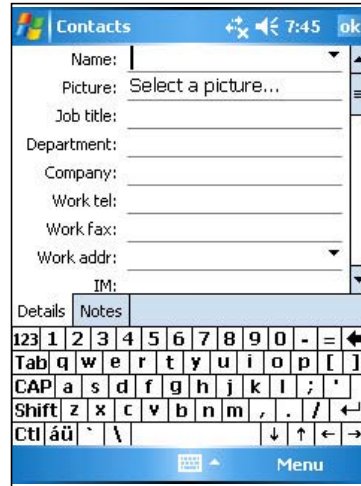 Contacts 7:45 ok
Name:
Picture: Select a picture...
Job title:
Department:
Company:
Work tel:
Work fax:
Work addr:
IM:
Details Notes
123 1 2 3 4 5 6 7 8 9 0 - =
Tab q w e r t y u i o p [ ]
CAP a s d f g h j k l ; '
Shift z x c v b n m , . /
Ctl áü ` \
Menu